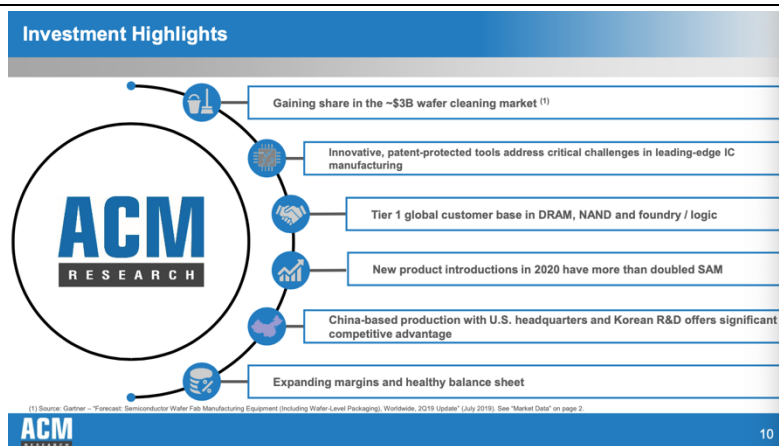 Investment Highlights
Gaining share in the ~$3B wafer cleaning market (1)
Innovative, patent-protected tools address critical challenges in leading-edge IC
manufacturing
ACM
RESEARCH
Tier 1 global customer base in DRAM, NAND and foundry / logic
New product introductions in 2020 have more than doubled SAM
China-based production with U.S. headquarters and Korean R&D offers significant
competitive advantage
Expanding margins and healthy balance sheet
(1) Source: Gartner – "Forecast: Semiconductor Wafer Fab Manufacturing Equipment (Including Wafer-Level Packaging), Worldwide, 2Q19 Update" (July 2019). See "Market Data" on page 2.
ACM
RESEARCH
10